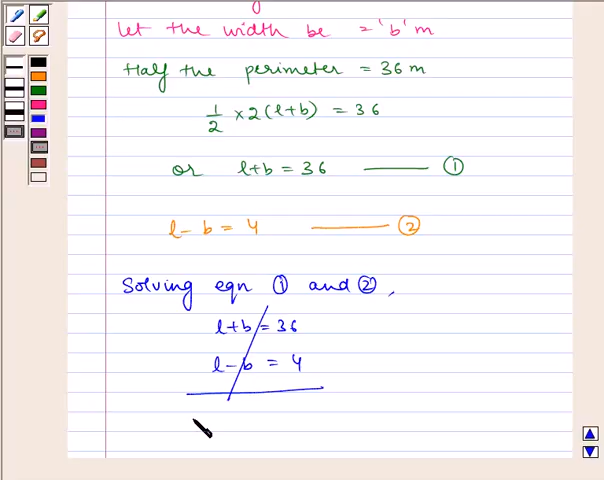 Let the width be = 'b' m
Half the perimeter = 36 m
1/2 × 2(l+b) = 36
or l+b = 36 ——— ①
l - b = 4 ——— ②
Solving eqn ① and ②,
l+b = 36
l-b = 4